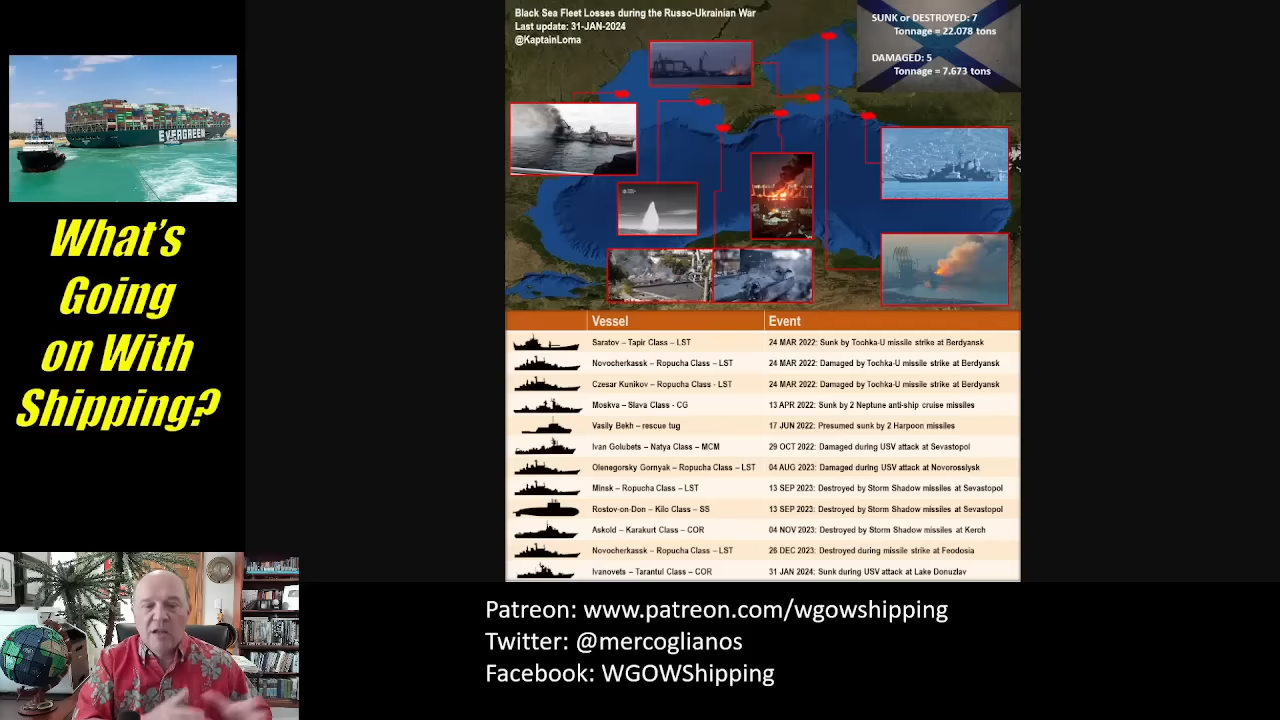 EVERGREEN
What's
Going
on With
Shipping?
Black Sea Fleet Losses during the Russo-Ukrainian War
Last update: 31-JAN-2024
@KaptainLoma
SUNK or DESTROYED: 7
Tonnage = 22.078 tons
DAMAGED: 5
Tonnage = 7.673 tons
Vessel Event
Saratov – Tapir Class – LST 24 MAR 2022: Sunk by Tochka-U missile strike at Berdyansk
Novocherkassk – Ropucha Class – LST 24 MAR 2022: Damaged by Tochka-U missile strike at Berdyansk
Czesar Kunikov – Ropucha Class - LST 24 MAR 2022: Damaged by Tochka-U missile strike at Berdyansk
Moskva – Slava Class - CG 13 APR 2022: Sunk by 2 Neptune anti-ship cruise missiles
Vasily Bekh – rescue tug 17 JUN 2022: Presumed sunk by 2 Harpoon missiles
Ivan Golubets – Natya Class – MCM 29 OCT 2022: Damaged during USV attack at Sevastopol
Olenegorsky Gornyak – Ropucha Class – LST 04 AUG 2023: Damaged during USV attack at Novorossiysk
Minsk – Ropucha Class – LST 13 SEP 2023: Destroyed by Storm Shadow missiles at Sevastopol
Rostov-on-Don – Kilo Class – SS 13 SEP 2023: Destroyed by Storm Shadow missiles at Sevastopol
Askold – Karakurt Class – COR 04 NOV 2023: Destroyed by Storm Shadow missiles at Kerch
Novocherkassk – Ropucha Class – LST 26 DEC 2023: Destroyed during missile strike at Feodosia
Ivanovets – Tarantul Class – COR 31 JAN 2024: Sunk during USV attack at Lake Donuzlav
Patreon: www.patreon.com/wgowshipping
Twitter: @mercoglianos
Facebook: WGOWShipping